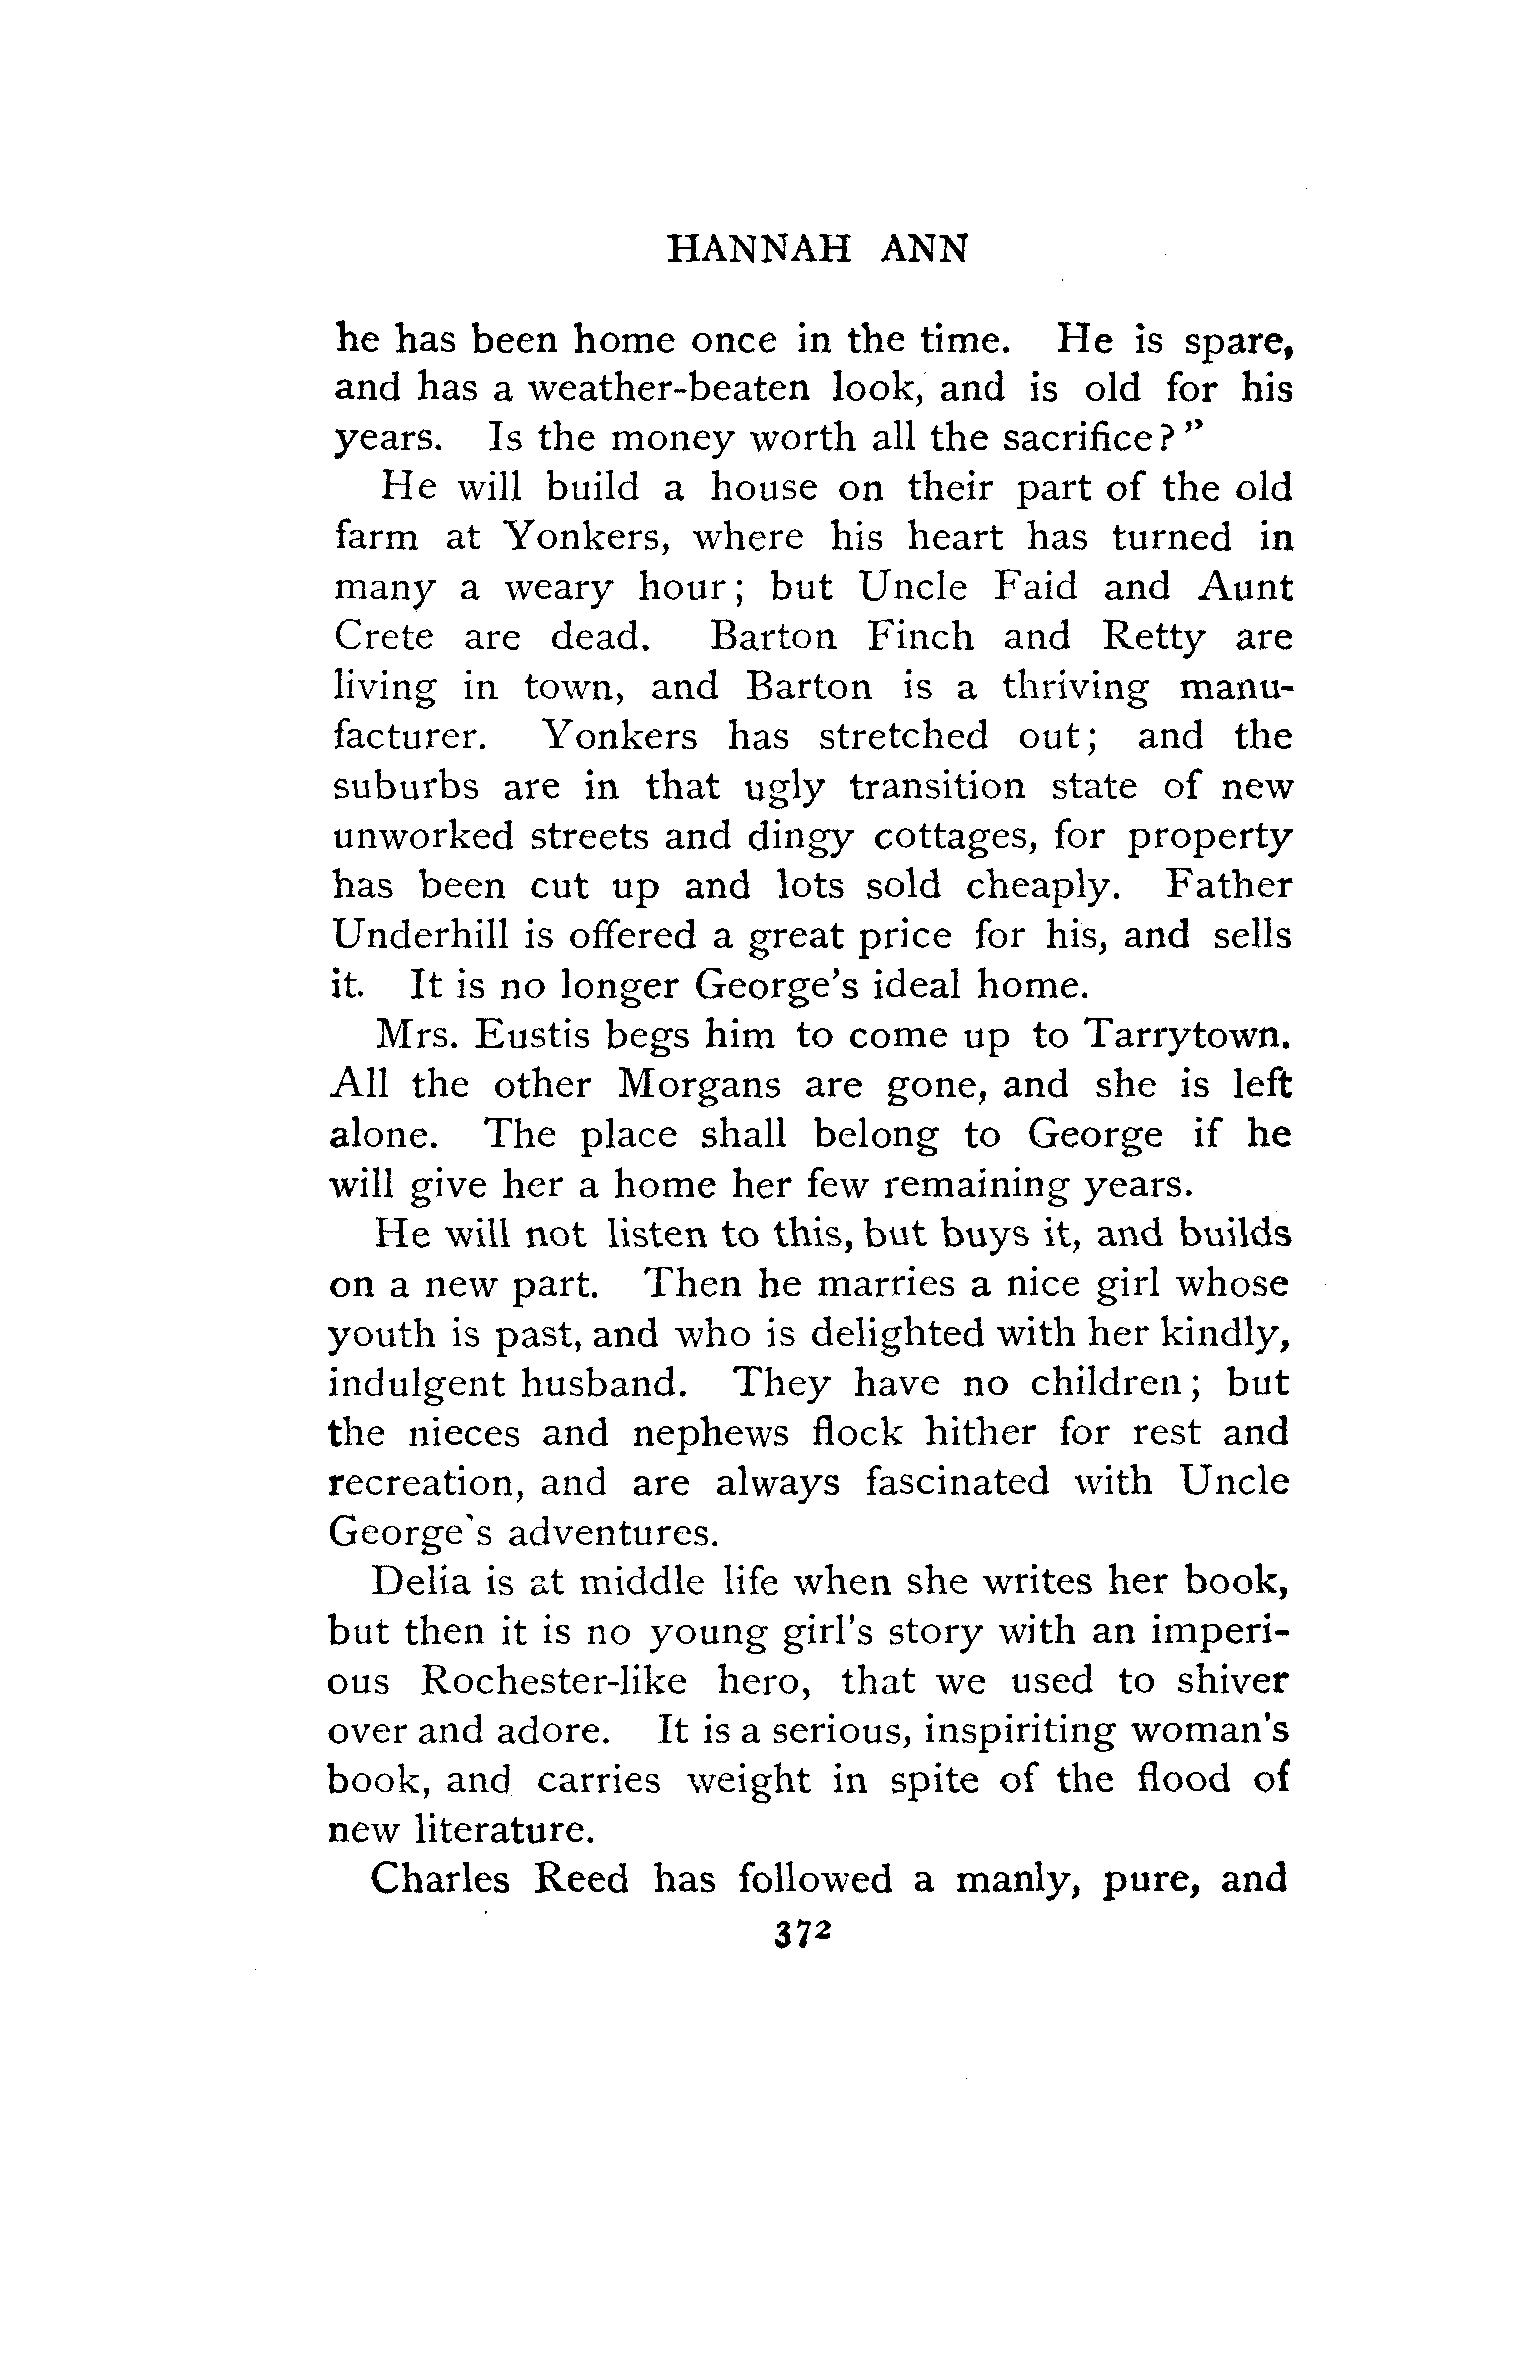 HANNAH ANN
he has been home once in the time. He is spare,
and has a weather-beaten look, and is old for his
years. Is the money worth all the sacrifice?"
He will build a house on their part of the old
farm at Yonkers, where his heart has turned in
many a weary hour; but Uncle Faid and Aunt
Crete are dead. Barton Finch and Retty are
living in town, and Barton is a thriving manu-
facturer. Yonkers has stretched out; and the
suburbs are in that ugly transition state of new
unworked streets and dingy cottages, for property
has been cut up and lots sold cheaply. Father
Underhill is offered a great price for his, and sells
it. It is no longer George's ideal home.
Mrs. Eustis begs him to come up to Tarrytown.
All the other Morgans are gone, and she is left
alone. The place shall belong to George if he
will give her a home her few remaining years.
He will not listen to this, but buys it, and builds
on a new part. Then he marries a nice girl whose
youth is past, and who is delighted with her kindly,
indulgent husband. They have no children; but
the nieces and nephews flock hither for rest and
recreation, and are always fascinated with Uncle
George's adventures.
Delia is at middle life when she writes her book,
but then it is no young girl's story with an imperi-
ous Rochester-like hero, that we used to shiver
over and adore. It is a serious, inspiriting woman's
book, and carries weight in spite of the flood of
new literature.
Charles Reed has followed a manly, pure, and
372